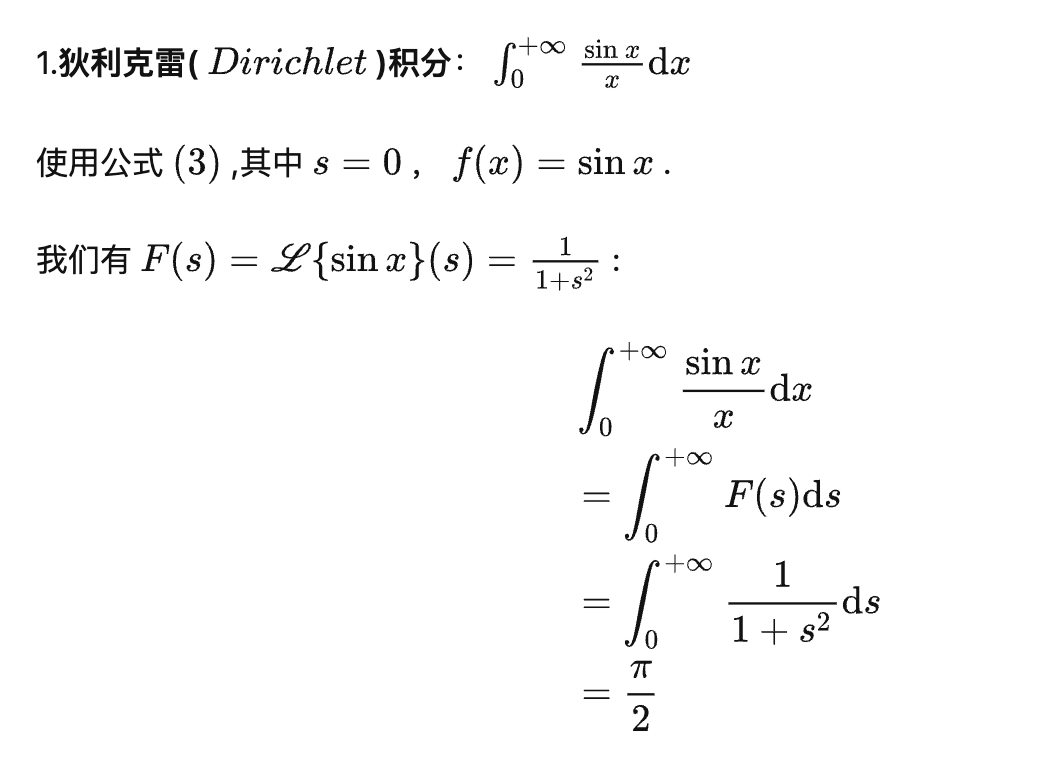 1.狄利克雷( Dirichlet )积分： $\int_0^{+\infty} \frac{\sin x}{x} \mathrm{d}x$
使用公式 (3) ,其中 $s = 0$ ， $f(x) = \sin x$ .
我们有 $F(s) = \mathscr{L}\{\sin x\}(s) = \frac{1}{1+s^2}$ :
$\int_0^{+\infty} \frac{\sin x}{x} \mathrm{d}x$
$= \int_0^{+\infty} F(s) \mathrm{d}s$
$= \int_0^{+\infty} \frac{1}{1+s^2} \mathrm{d}s$
$= \frac{\pi}{2}$